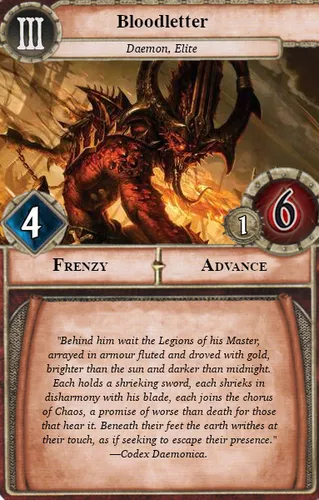 III
Bloodletter
Daemon, Elite
4
1
6
FRENZY
ADVANCE
"Behind him wait the Legions of his Master,
arrayed in armour fluted and droved with gold,
brighter than the sun and darker than midnight.
Each holds a shrieking sword, each shrieks in
disharmony with his blade, each joins the chorus
of Chaos, a promise of worse than death for those
that hear it. Beneath their feet the earth writhes at
their touch, as if seeking to escape their presence."
—Codex Daemonica.